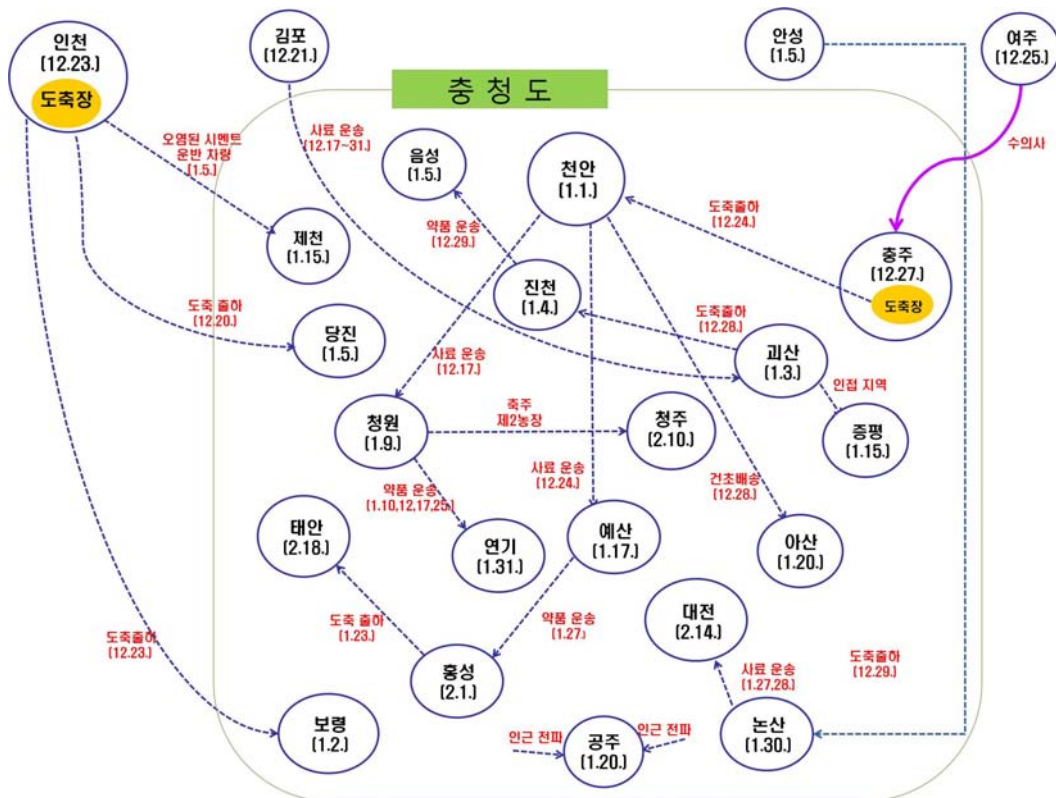 인천
(12.23.)
도축장
김포
(12.21.)
안성
(1.5.)
여주
(12.25.)
충 청 도
오염된 시멘트
운반 차량
(1.5.)
사료 운송
(12.17~31.)
음성
(1.5.)
천안
(1.1.)
수의사
약품 운송
(12.29.)
도축출하
(12.24.)
제천
(1.15.)
충주
(12.27.)
도축장
진천
(1.4.)
도축 출하
(12.20.)
도축출하
(12.28.)
당진
(1.5.)
사료 운송
(12.17.)
괴산
(1.3.)
인접 지역
청원
(1.9.)
축주
제2농장
청주
(2.10.)
증평
(1.15.)
약품 운송
(1.10,12,17,25.)
사료 운송
(12.24.)
건초배송
(12.28.)
태안
(2.18.)
연기
(1.31.)
예산
(1.17.)
아산
(1.20.)
도축 출하
(1.23.)
약품 운송
(1.27.)
대전
(2.14.)
도축출하
(12.23.)
홍성
(2.1.)
사료 운송
(1.27,28.)
도축출하
(12.29.)
보령
(1.2.)
인근 전파
공주
(1.20.)
인근 전파
논산
(1.30.)